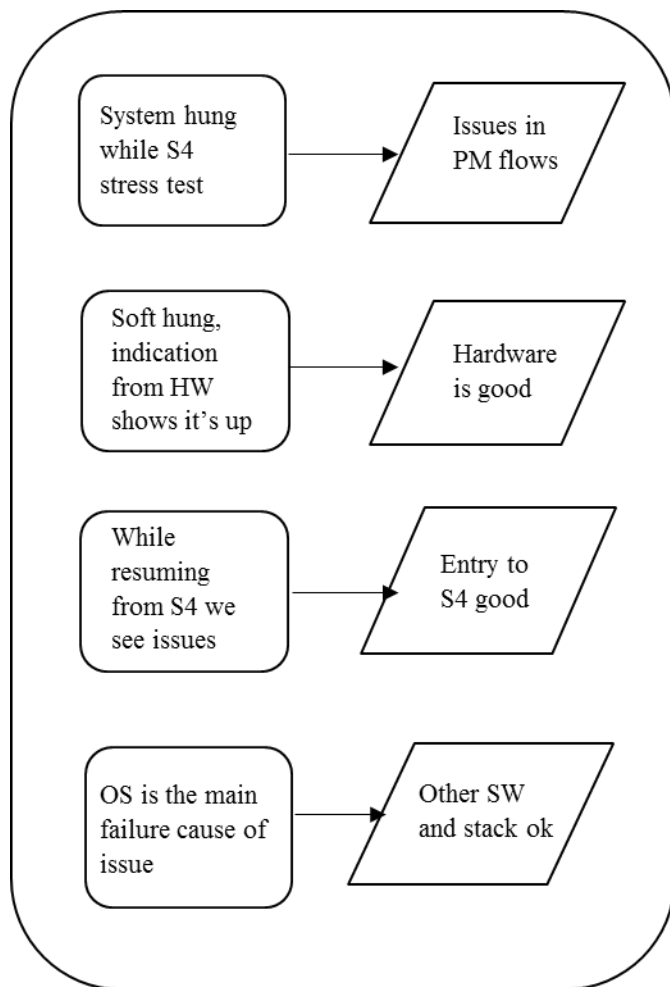 System hung
while S4
stress test
Issues in
PM flows
Soft hung,
indication
from HW
shows it's up
Hardware
is good
While
resuming
from S4 we
see issues
Entry to
S4 good
OS is the main
failure cause of
issue
Other SW
and stack ok